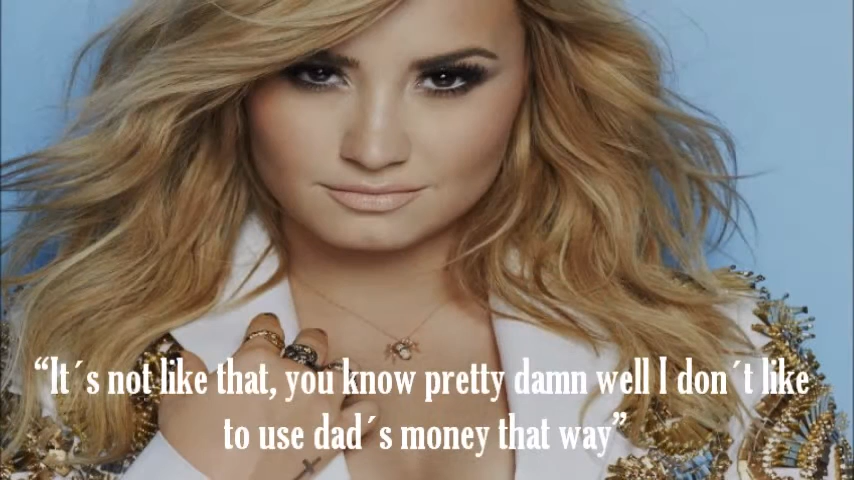 “It´s not like that, you know pretty damn well I don´t like
to use dad´s money that way”